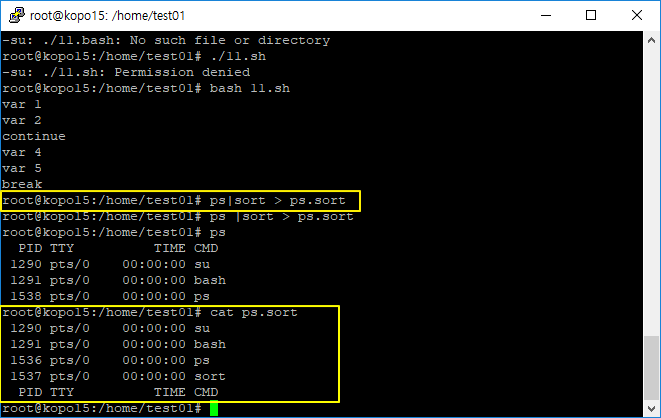 root@kopo15: /home/test01
-su: ./11.bash: No such file or directory
root@kopo15:/home/test01# ./11.sh
-su: ./11.sh: Permission denied
root@kopo15:/home/test01# bash 11.sh
var 1
var 2
continue
var 4
var 5
break
root@kopo15:/home/test01# ps|sort > ps.sort
root@kopo15:/home/test01# ps |sort > ps.sort
root@kopo15:/home/test01# ps
  PID TTY          TIME CMD
 1290 pts/0    00:00:00 su
 1291 pts/0    00:00:00 bash
 1538 pts/0    00:00:00 ps
root@kopo15:/home/test01# cat ps.sort
 1290 pts/0    00:00:00 su
 1291 pts/0    00:00:00 bash
 1536 pts/0    00:00:00 ps
 1537 pts/0    00:00:00 sort
  PID TTY          TIME CMD
root@kopo15:/home/test01#